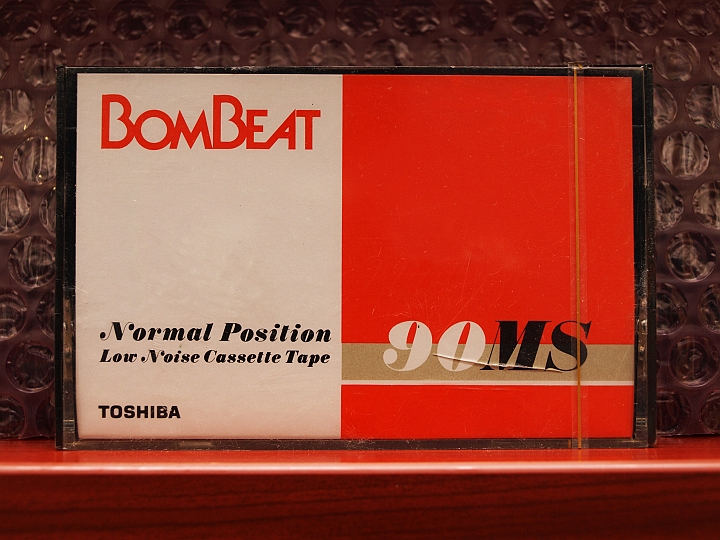 BOMBEAT
Normal Position
Low Noise Cassette Tape
90MS
TOSHIBA